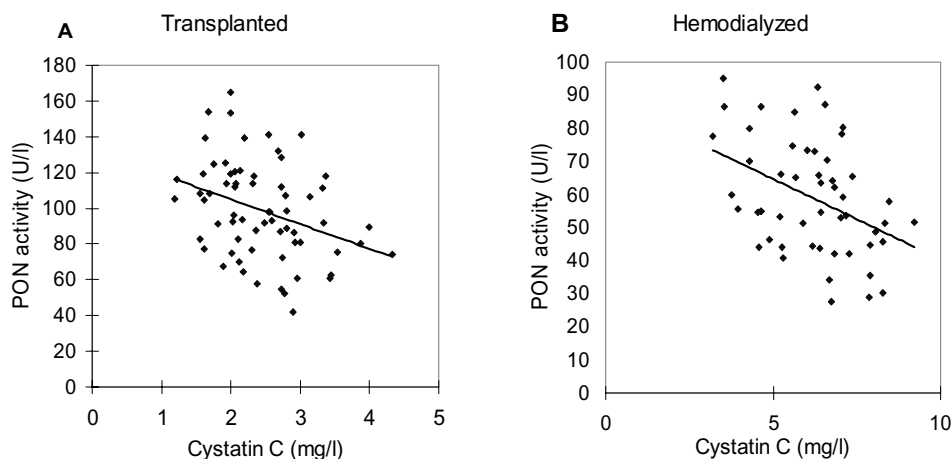 A Transplanted
PON activity (U/l)
180
160
140
120
100
80
60
40
20
0
0 1 2 3 4 5
Cystatin C (mg/l)
B Hemodialyzed
PON activity (U/l)
100
90
80
70
60
50
40
30
20
10
0
0 5 10
Cystatin C (mg/l)